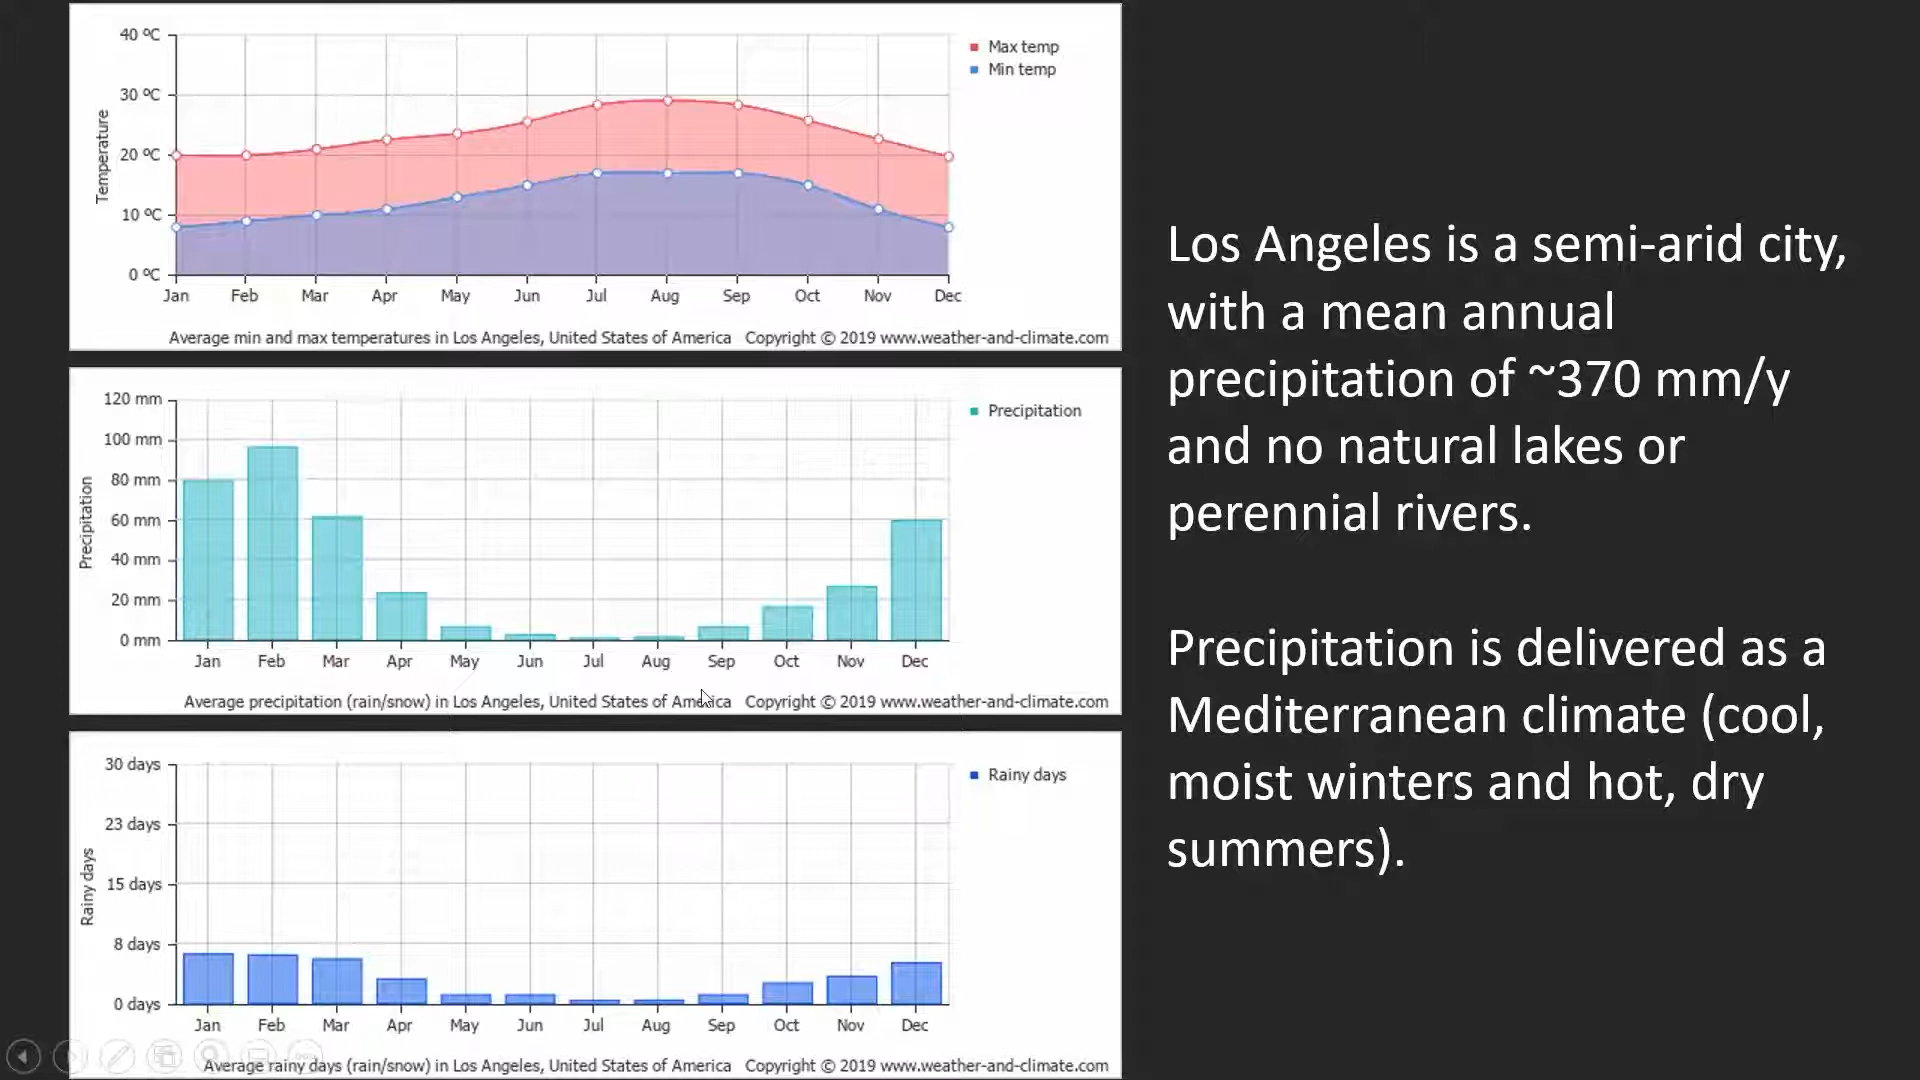 40 ºC
30 ºC
20 ºC
10 ºC
0 ºC
Temperature
Jan Feb Mar Apr May Jun Jul Aug Sep Oct Nov Dec
Max temp
Min temp
Average min and max temperatures in Los Angeles, United States of America Copyright © 2019 www.weather-and-climate.com
120 mm
100 mm
80 mm
60 mm
40 mm
20 mm
0 mm
Precipitation
Jan Feb Mar Apr May Jun Jul Aug Sep Oct Nov Dec
Precipitation
Average precipitation (rain/snow) in Los Angeles, United States of America Copyright © 2019 www.weather-and-climate.com
30 days
23 days
15 days
8 days
0 days
Rainy days
Jan Feb Mar Apr May Jun Jul Aug Sep Oct Nov Dec
Rainy days
Average rainy days (rain/snow) in Los Angeles, United States of America Copyright © 2019 www.weather-and-climate.com
Los Angeles is a semi-arid city,
with a mean annual
precipitation of ~370 mm/y
and no natural lakes or
perennial rivers.
Precipitation is delivered as a
Mediterranean climate (cool,
moist winters and hot, dry
summers).